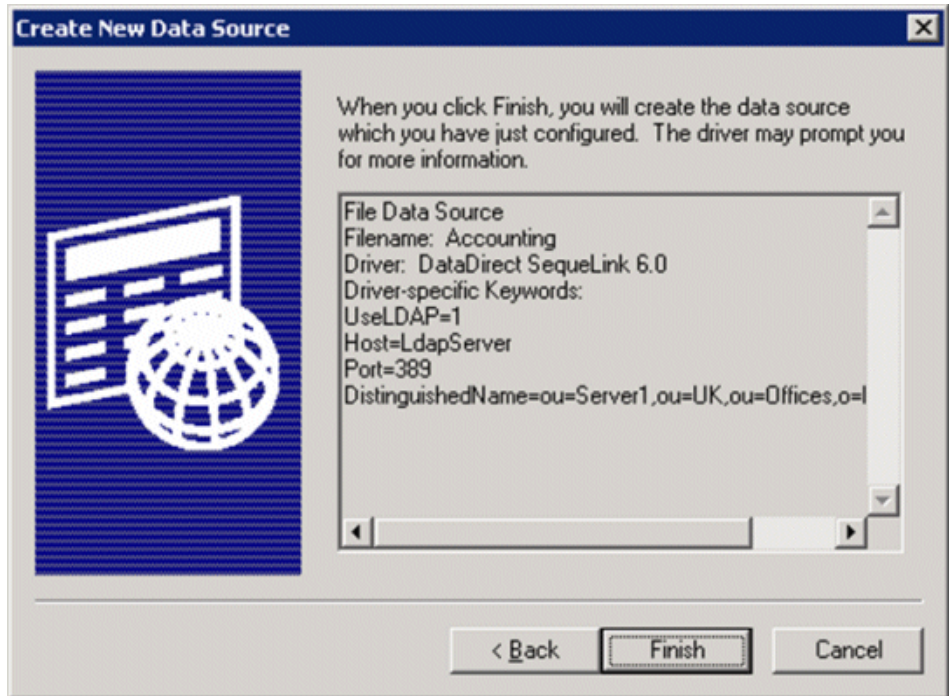 Create New Data Source
When you click Finish, you will create the data source
which you have just configured. The driver may prompt you
for more information.
File Data Source
Filename: Accounting
Driver: DataDirect SequeLink 6.0
Driver-specific Keywords:
UseLDAP=1
Host=LdapServer
Port=389
DistinguishedName=ou=Server1,ou=UK,ou=Offices,o=
< Back
Finish
Cancel